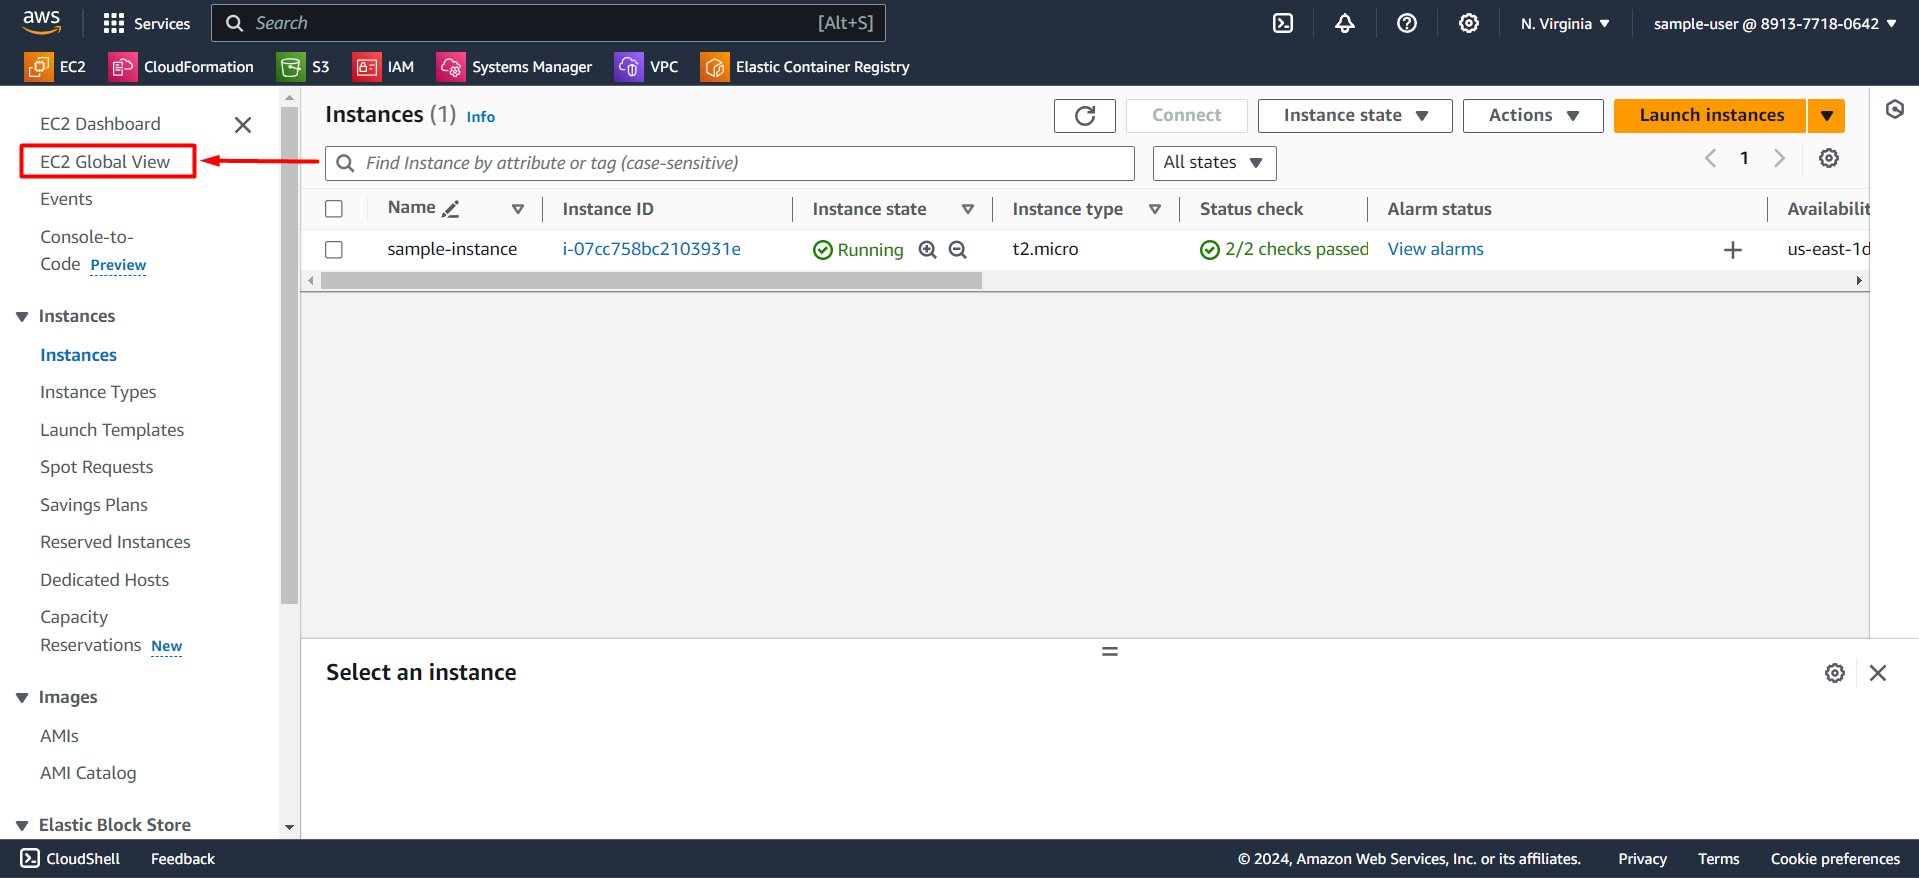 aws
Services
Search
[Alt+S]
N. Virginia
sample-user @ 8913-7718-0642
EC2
CloudFormation
S3
IAM
Systems Manager
VPC
Elastic Container Registry
EC2 Dashboard
EC2 Global View
Events
Console-to-
Code Preview
Instances
Instances
Instance Types
Launch Templates
Spot Requests
Savings Plans
Reserved Instances
Dedicated Hosts
Capacity
Reservations New
Images
AMIs
AMI Catalog
Elastic Block Store
Instances (1) Info
Connect
Instance state
Actions
Launch instances
Find Instance by attribute or tag (case-sensitive)
All states
1
Name
Instance ID
Instance state
Instance type
Status check
Alarm status
Availabilit
sample-instance
i-07cc758bc2103931e
Running
t2.micro
2/2 checks passed
View alarms
us-east-1d
Select an instance
CloudShell
Feedback
© 2024, Amazon Web Services, Inc. or its affiliates.
Privacy
Terms
Cookie preferences